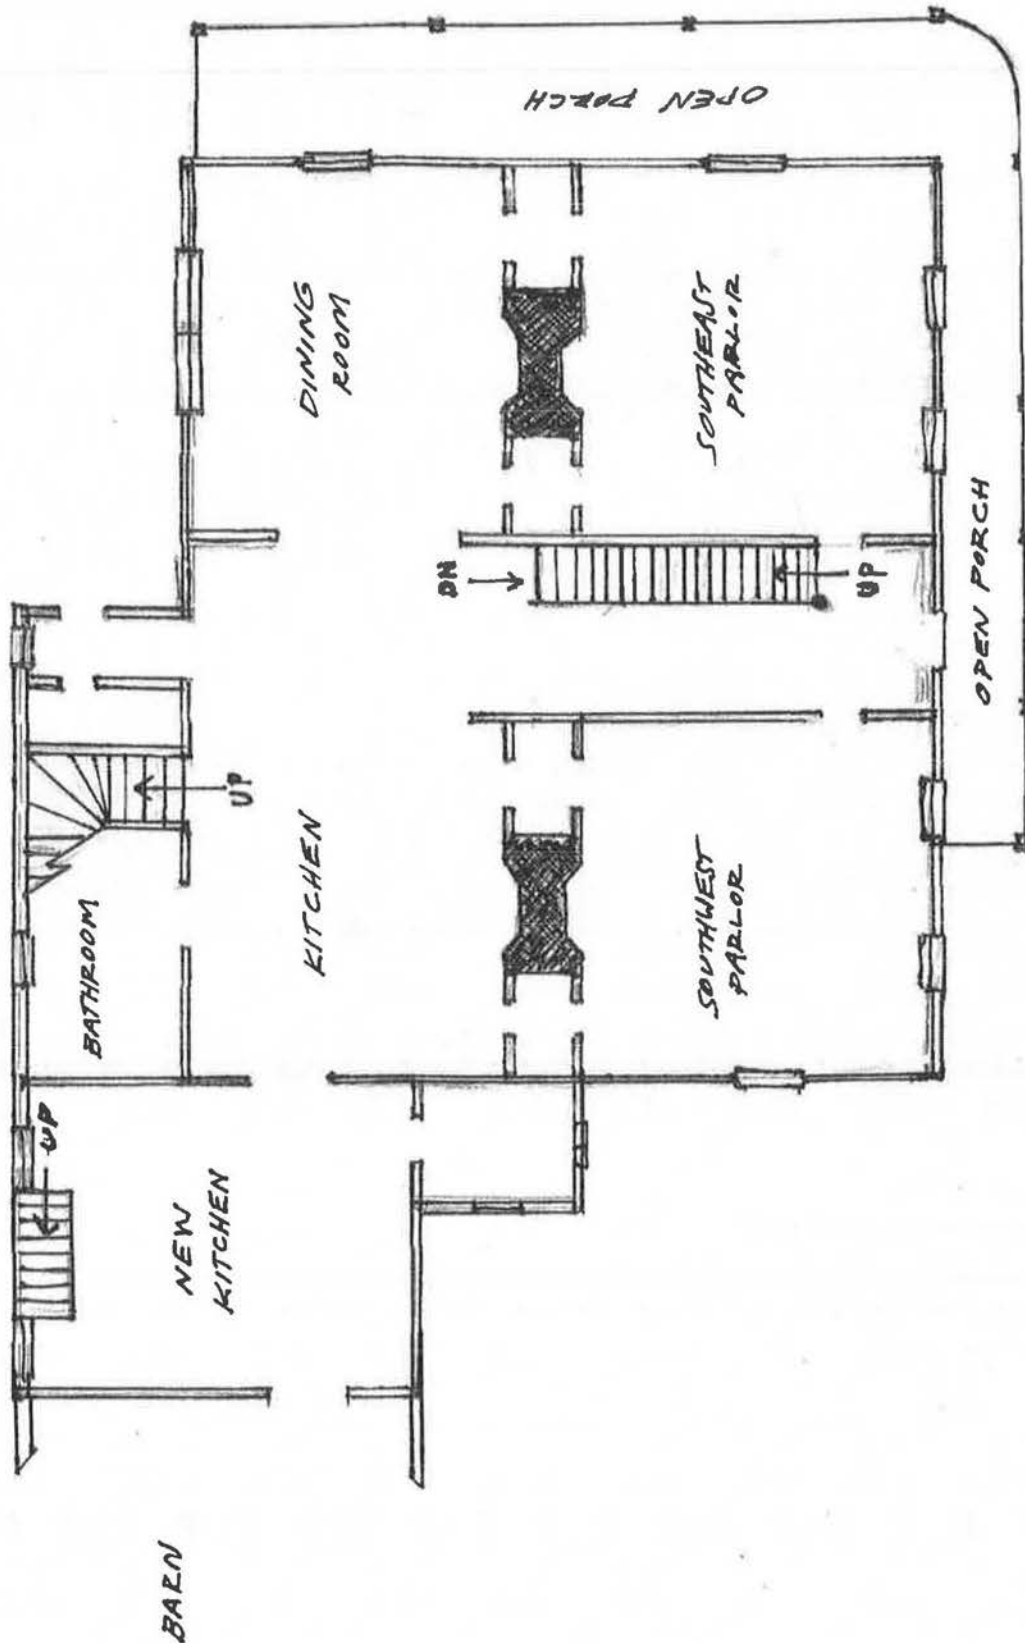 BARN
NEW
KITCHEN
UP
BATHROOM
UP
KITCHEN
DINING
ROOM
DN
UP
SOUTHWEST
PARLOR
SOUTHEAST
PARLOR
OPEN PORCH
OPEN PORCH